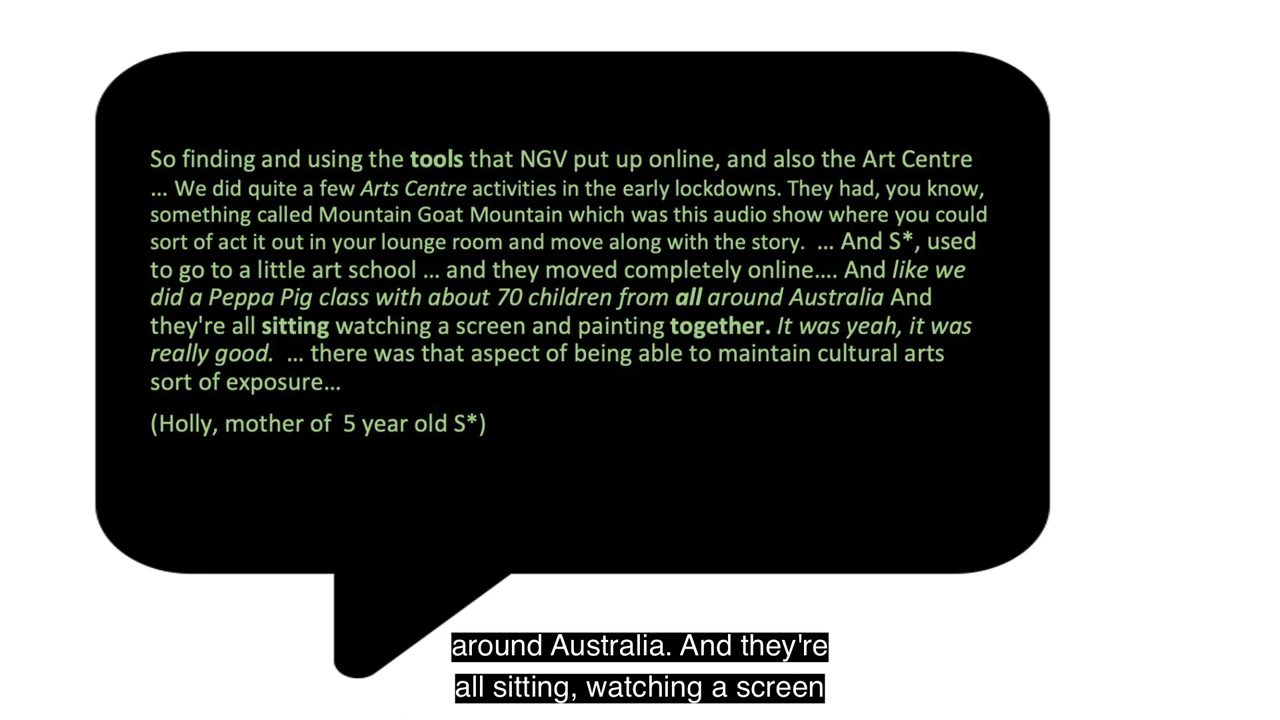 So finding and using the tools that NGV put up online, and also the Art Centre
... We did quite a few Arts Centre activities in the early lockdowns. They had, you know,
something called Mountain Goat Mountain which was this audio show where you could
sort of act it out in your lounge room and move along with the story.  ... And S*, used
to go to a little art school ... and they moved completely online.... And like we
did a Peppa Pig class with about 70 children from all around Australia And
they're all sitting watching a screen and painting together. It was yeah, it was
really good.  ... there was that aspect of being able to maintain cultural arts
sort of exposure...
(Holly, mother of  5 year old S*)
around Australia. And they're
all sitting, watching a screen